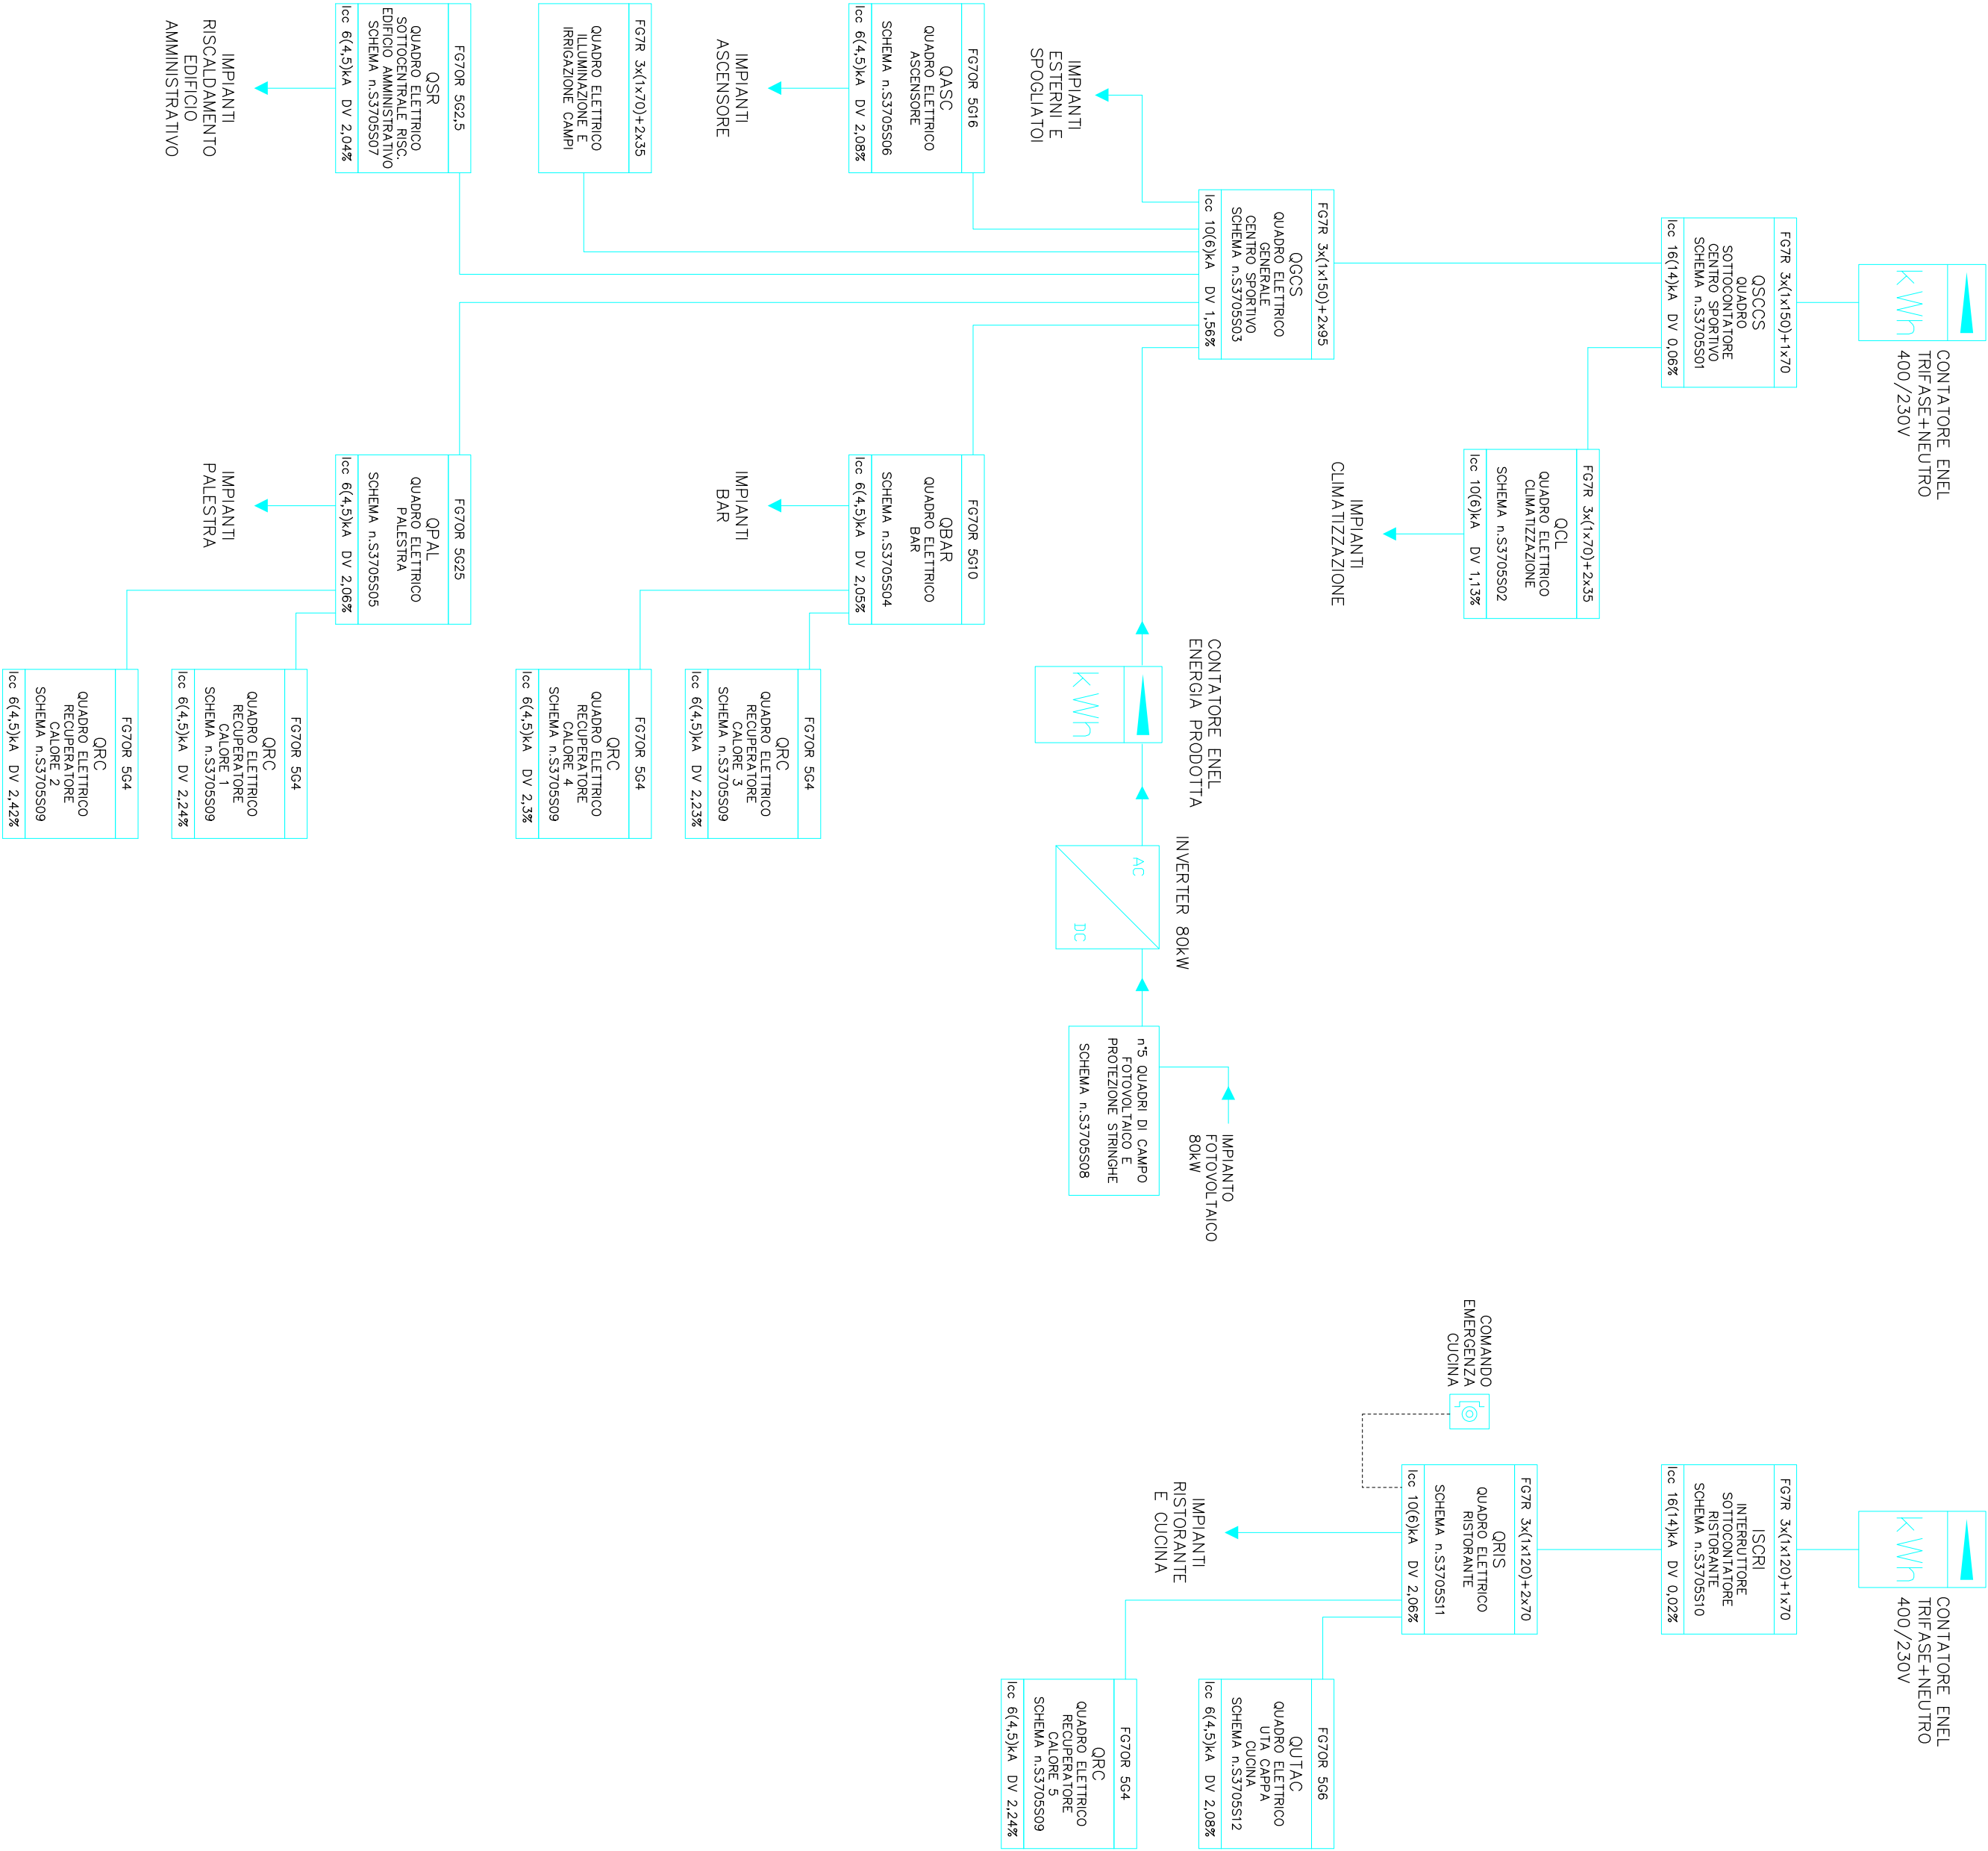 CONTATORE ENEL
TRIFASE+NEUTRO
400/230V
kWh
FG7R 3x(1x150)+1x70
QSCCS
QUADRO
SOTTOCONTATORE
CENTRO SPORTIVO
SCHEMA n.S3705S01
Icc 16(14)kA DV 0,06%
FG7R 3x(1x70)+2x35
QCL
QUADRO ELETTRICO
CLIMATIZZAZIONE
SCHEMA n.S3705S02
Icc 10(6)kA DV 1,13%
IMPIANTI
CLIMATIZZAZIONE
FG7R 3x(1x150)+2x95
QGCS
QUADRO ELETTRICO
GENERALE
CENTRO SPORTIVO
SCHEMA n.S3705S03
Icc 10(6)kA DV 1,56%
IMPIANTI
ESTERNI E
SPOGLIATOI
CONTATORE ENEL
ENERGIA PRODOTTA
kWh
INVERTER 80kW
AC
DC
IMPIANTO
FOTOVOLTAICO
80kW
n°5 QUADRI DI CAMPO
FOTOVOLTAICO E
PROTEZIONE STRINGHE
SCHEMA n.S3705S08
FG7OR 5G16
QASC
QUADRO ELETTRICO
ASCENSORE
SCHEMA n.S3705S06
Icc 6(4,5)kA DV 2,08%
IMPIANTI
ASCENSORE
FG7OR 5G10
QBAR
QUADRO ELETTRICO
BAR
SCHEMA n.S3705S04
Icc 6(4,5)kA DV 2,05%
IMPIANTI
BAR
FG7OR 5G4
QRC
QUADRO ELETTRICO
RECUPERATORE
CALORE 3
SCHEMA n.S3705S09
Icc 6(4,5)kA DV 2,23%
FG7OR 5G4
QRC
QUADRO ELETTRICO
RECUPERATORE
CALORE 4
SCHEMA n.S3705S09
Icc 6(4,5)kA DV 2,3%
FG7R 3x(1x70)+2x35
QUADRO ELETTRICO
ILLUMINAZIONE E
IRRIGAZIONE CAMPI
FG7OR 5G2,5
QSR
QUADRO ELETTRICO
SOTTOCENTRALE RISC.
EDIFICIO AMMINISTRATIVO
SCHEMA n.S3705S07
Icc 6(4,5)kA DV 2,04%
IMPIANTI
RISCALDAMENTO
EDIFICIO
AMMINISTRATIVO
FG7OR 5G25
QPAL
QUADRO ELETTRICO
PALESTRA
SCHEMA n.S3705S05
Icc 6(4,5)kA DV 2,06%
IMPIANTI
PALESTRA
FG7OR 5G4
QRC
QUADRO ELETTRICO
RECUPERATORE
CALORE 1
SCHEMA n.S3705S09
Icc 6(4,5)kA DV 2,24%
FG7OR 5G4
QRC
QUADRO ELETTRICO
RECUPERATORE
CALORE 2
SCHEMA n.S3705S09
Icc 6(4,5)kA DV 2,42%
CONTATORE ENEL
TRIFASE+NEUTRO
400/230V
kWh
FG7R 3x(1x120)+1x70
ISCRI
INTERRUTTORE
SOTTOCONTATORE
RISTORANTE
SCHEMA n.S3705S10
Icc 16(14)kA DV 0,02%
COMANDO
EMERGENZA
CUCINA
FG7R 3x(1x120)+2x70
QRIS
QUADRO ELETTRICO
RISTORANTE
SCHEMA n.S3705S11
Icc 10(6)kA DV 2,06%
IMPIANTI
RISTORANTE
E CUCINA
FG7OR 5G6
QUTAC
QUADRO ELETTRICO
UTA CAPPA
CUCINA
SCHEMA n.S3705S12
Icc 6(4,5)kA DV 2,08%
FG7OR 5G4
QRC
QUADRO ELETTRICO
RECUPERATORE
CALORE 5
SCHEMA n.S3705S09
Icc 6(4,5)kA DV 2,24%